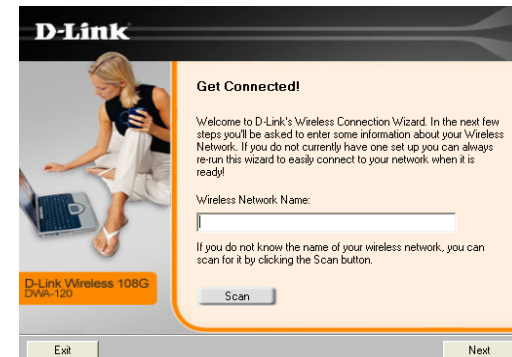 D-Link
Get Connected!
Welcome to D-Link's Wireless Connection Wizard. In the next few
steps you'll be asked to enter some information about your Wireless
Network. If you do not currently have one set up you can always
re-run this wizard to easily connect to your network when it is
ready!
Wireless Network Name:
If you do not know the name of your wireless network, you can
scan for it by clicking the Scan button.
Scan
D-Link Wireless 108G
DWA-120
Exit
Next